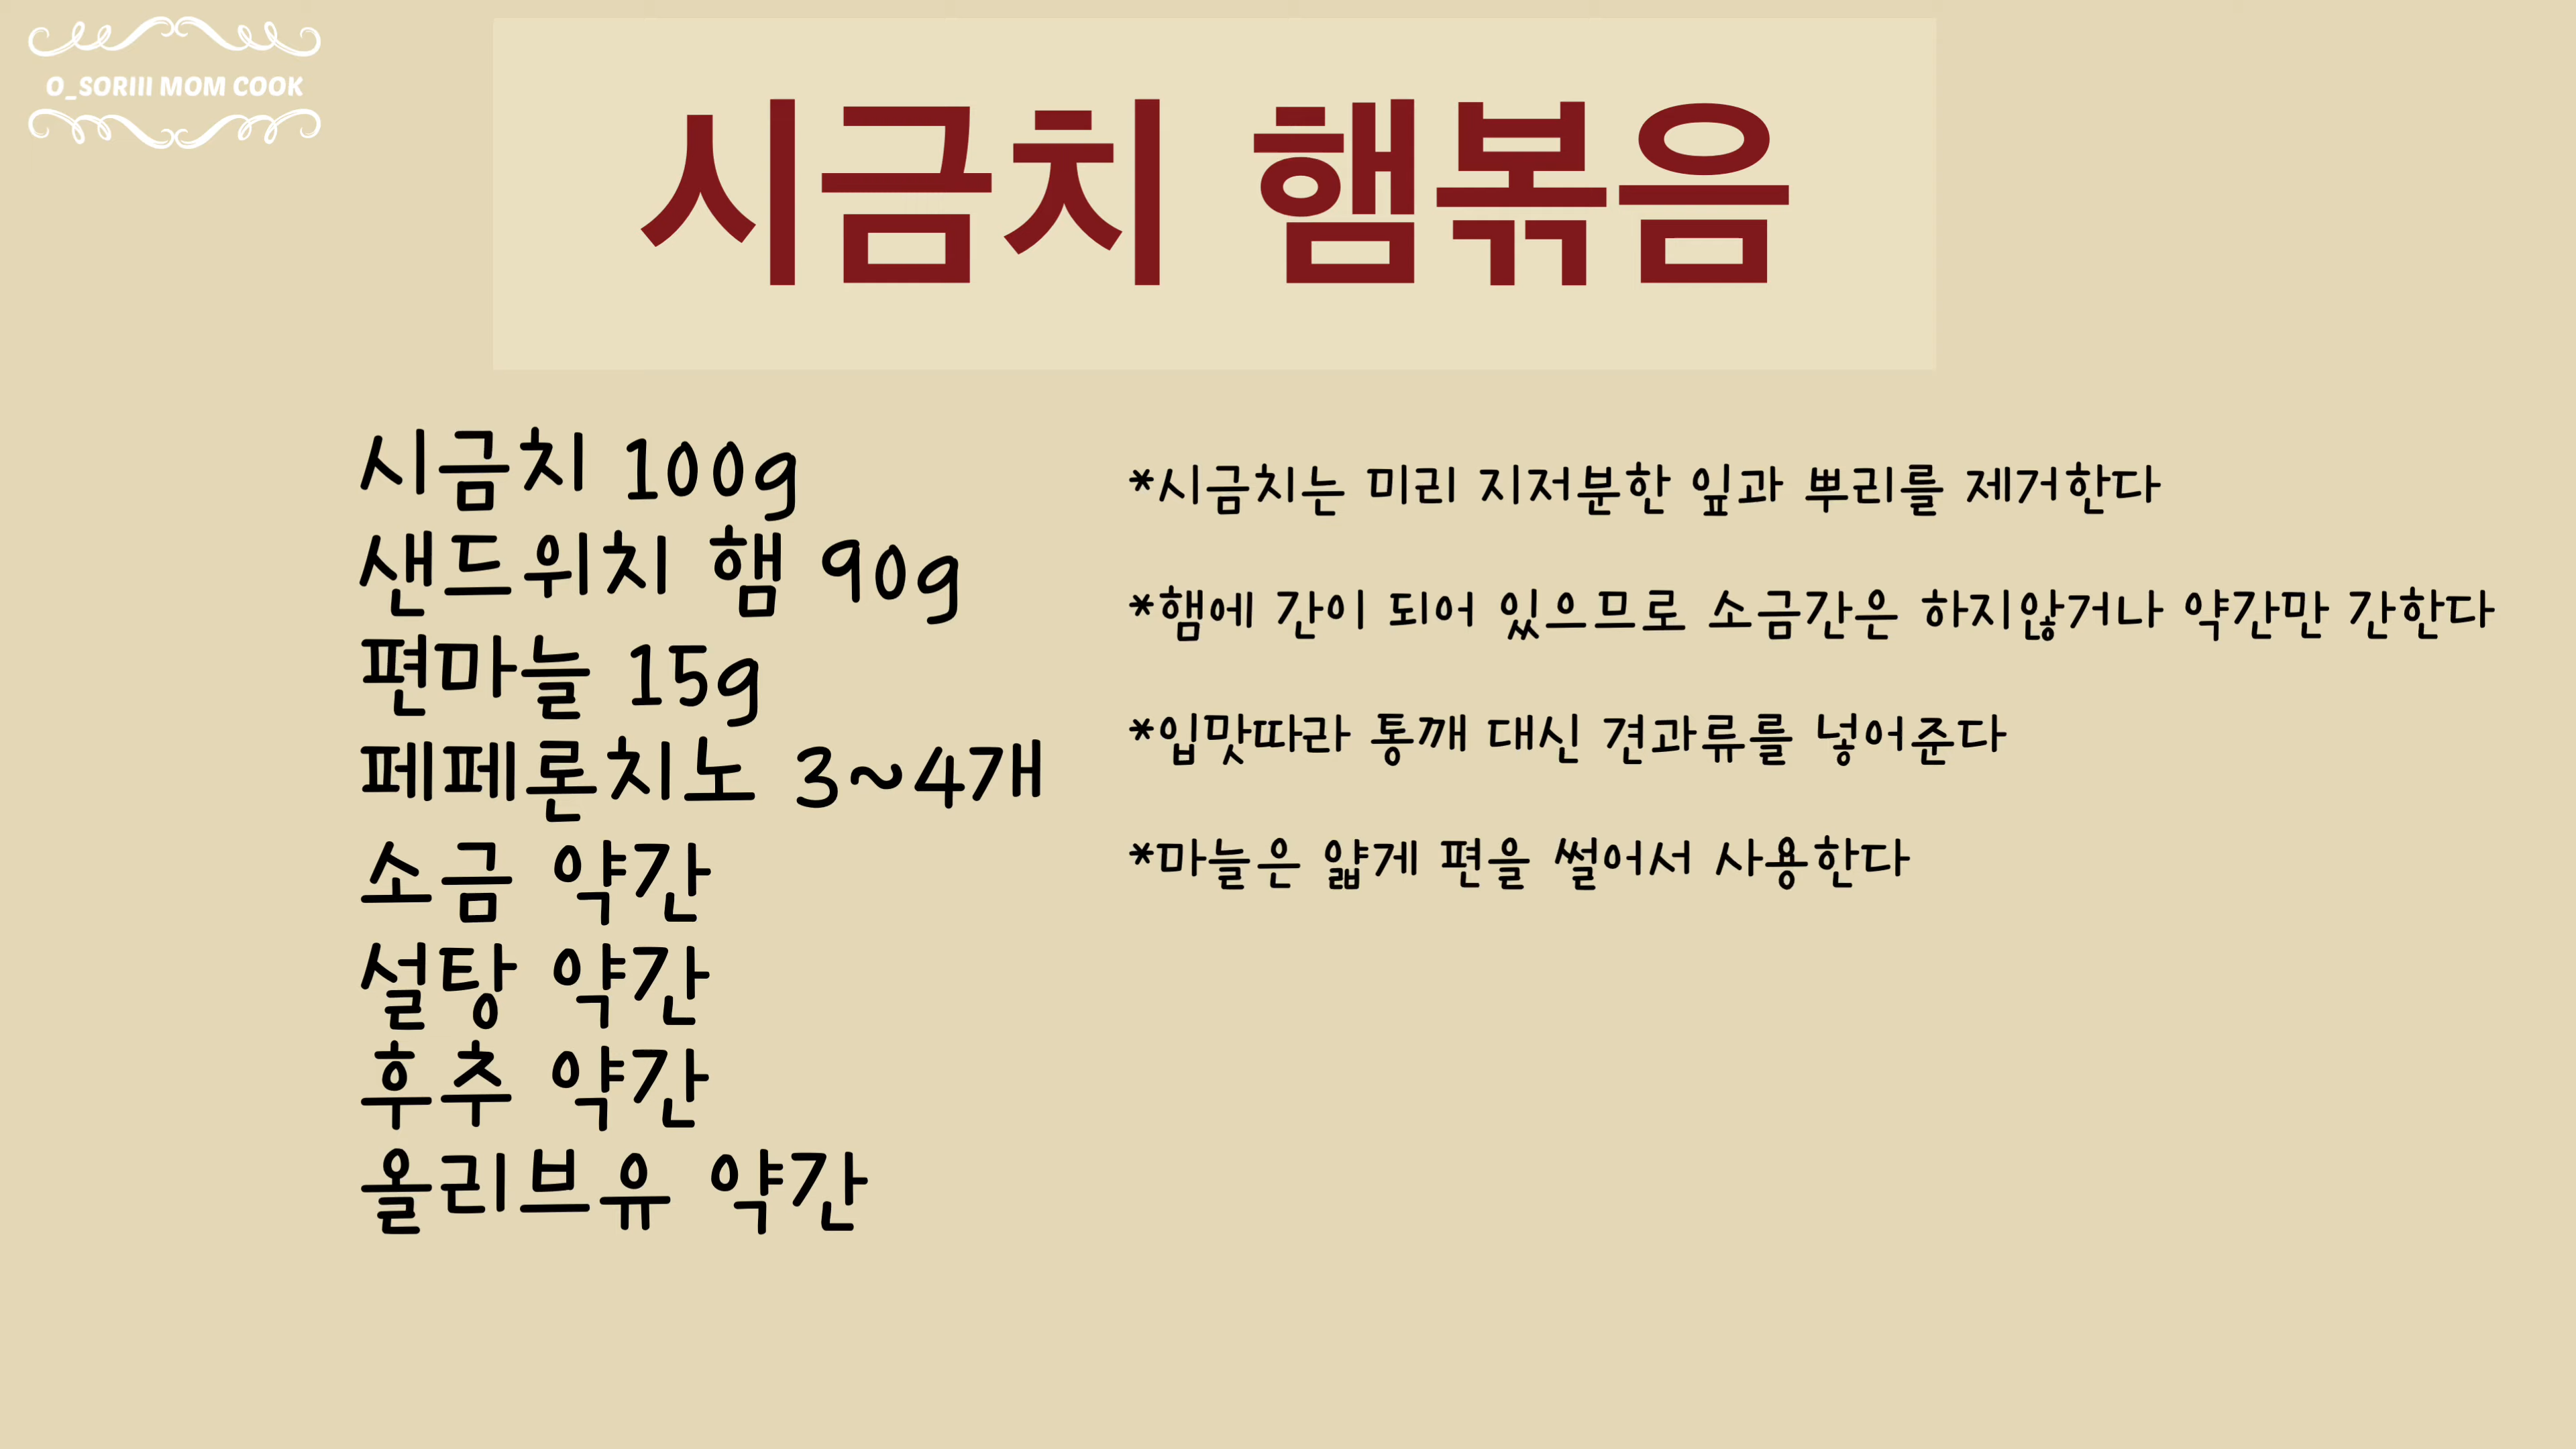 O_SORIII MOM COOK
시금치 햄볶음
시금치 100g
샌드위치 햄 90g
편마늘 15g
페페론치노 3~4개
소금 약간
설탕 약간
후추 약간
올리브유 약간
*시금치는 미리 지저분한 잎과 뿌리를 제거한다
*햄에 간이 되어 있으므로 소금간은 하지않거나 약간만 간한다
*입맛따라 통깨 대신 견과류를 넣어준다
*마늘은 얇게 편을 썰어서 사용한다